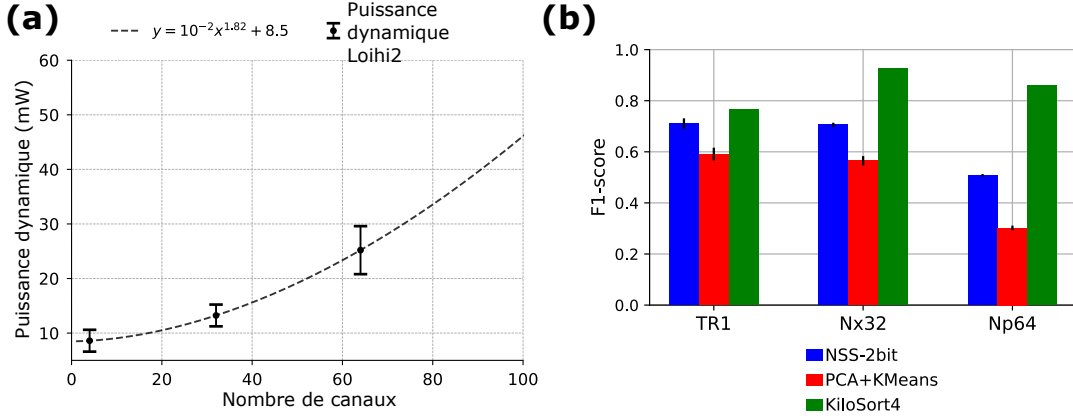 (a)
y = 10⁻²x¹·⁸² + 8.5
Puissance
dynamique
Loihi2
Puissance dynamique (mW)
60
50
40
30
20
10
0
20
40
60
80
100
Nombre de canaux
(b)
F1-score
1.0
0.8
0.6
0.4
0.2
0.0
TR1
Nx32
Np64
NSS-2bit
PCA+KMeans
KiloSort4